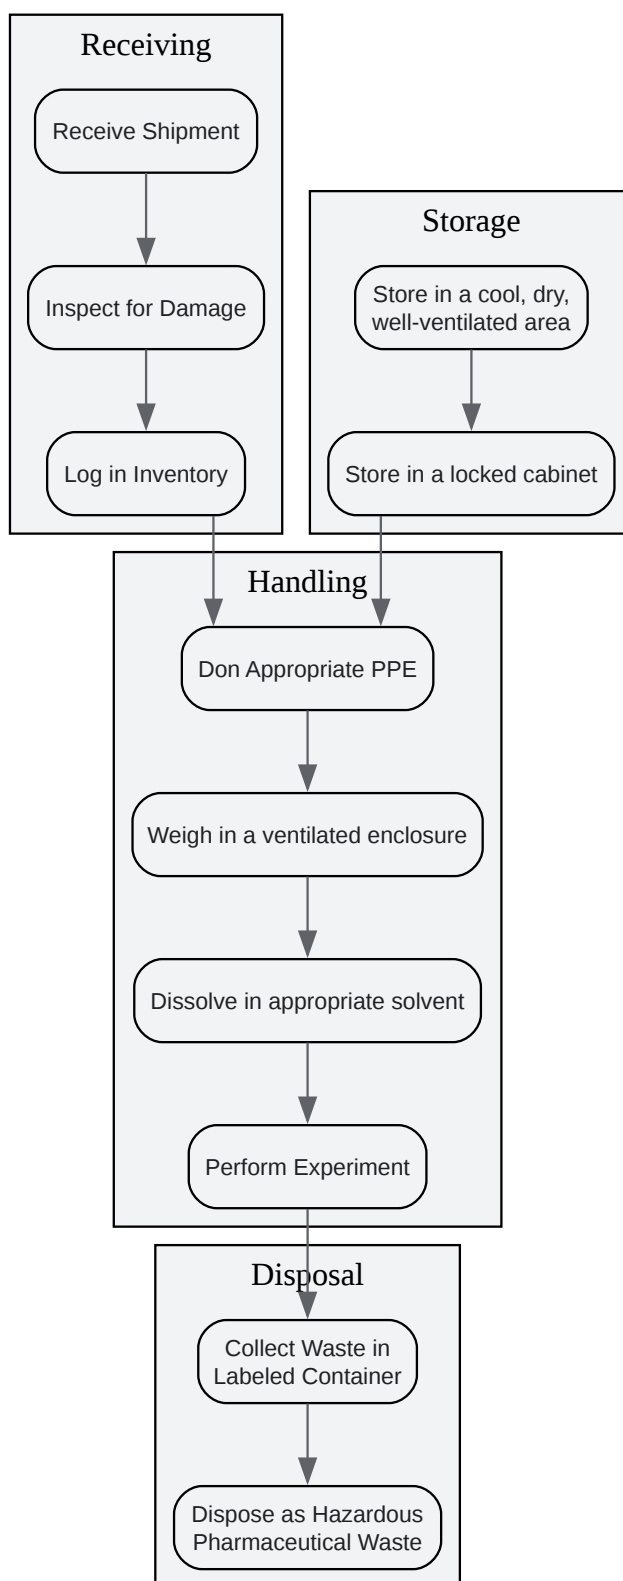 Receiving
Receive Shipment
Inspect for Damage
Log in Inventory
Storage
Store in a cool, dry,
well-ventilated area
Store in a locked cabinet
Handling
Don Appropriate PPE
Weigh in a ventilated enclosure
Dissolve in appropriate solvent
Perform Experiment
Disposal
Collect Waste in
Labeled Container
Dispose as Hazardous
Pharmaceutical Waste